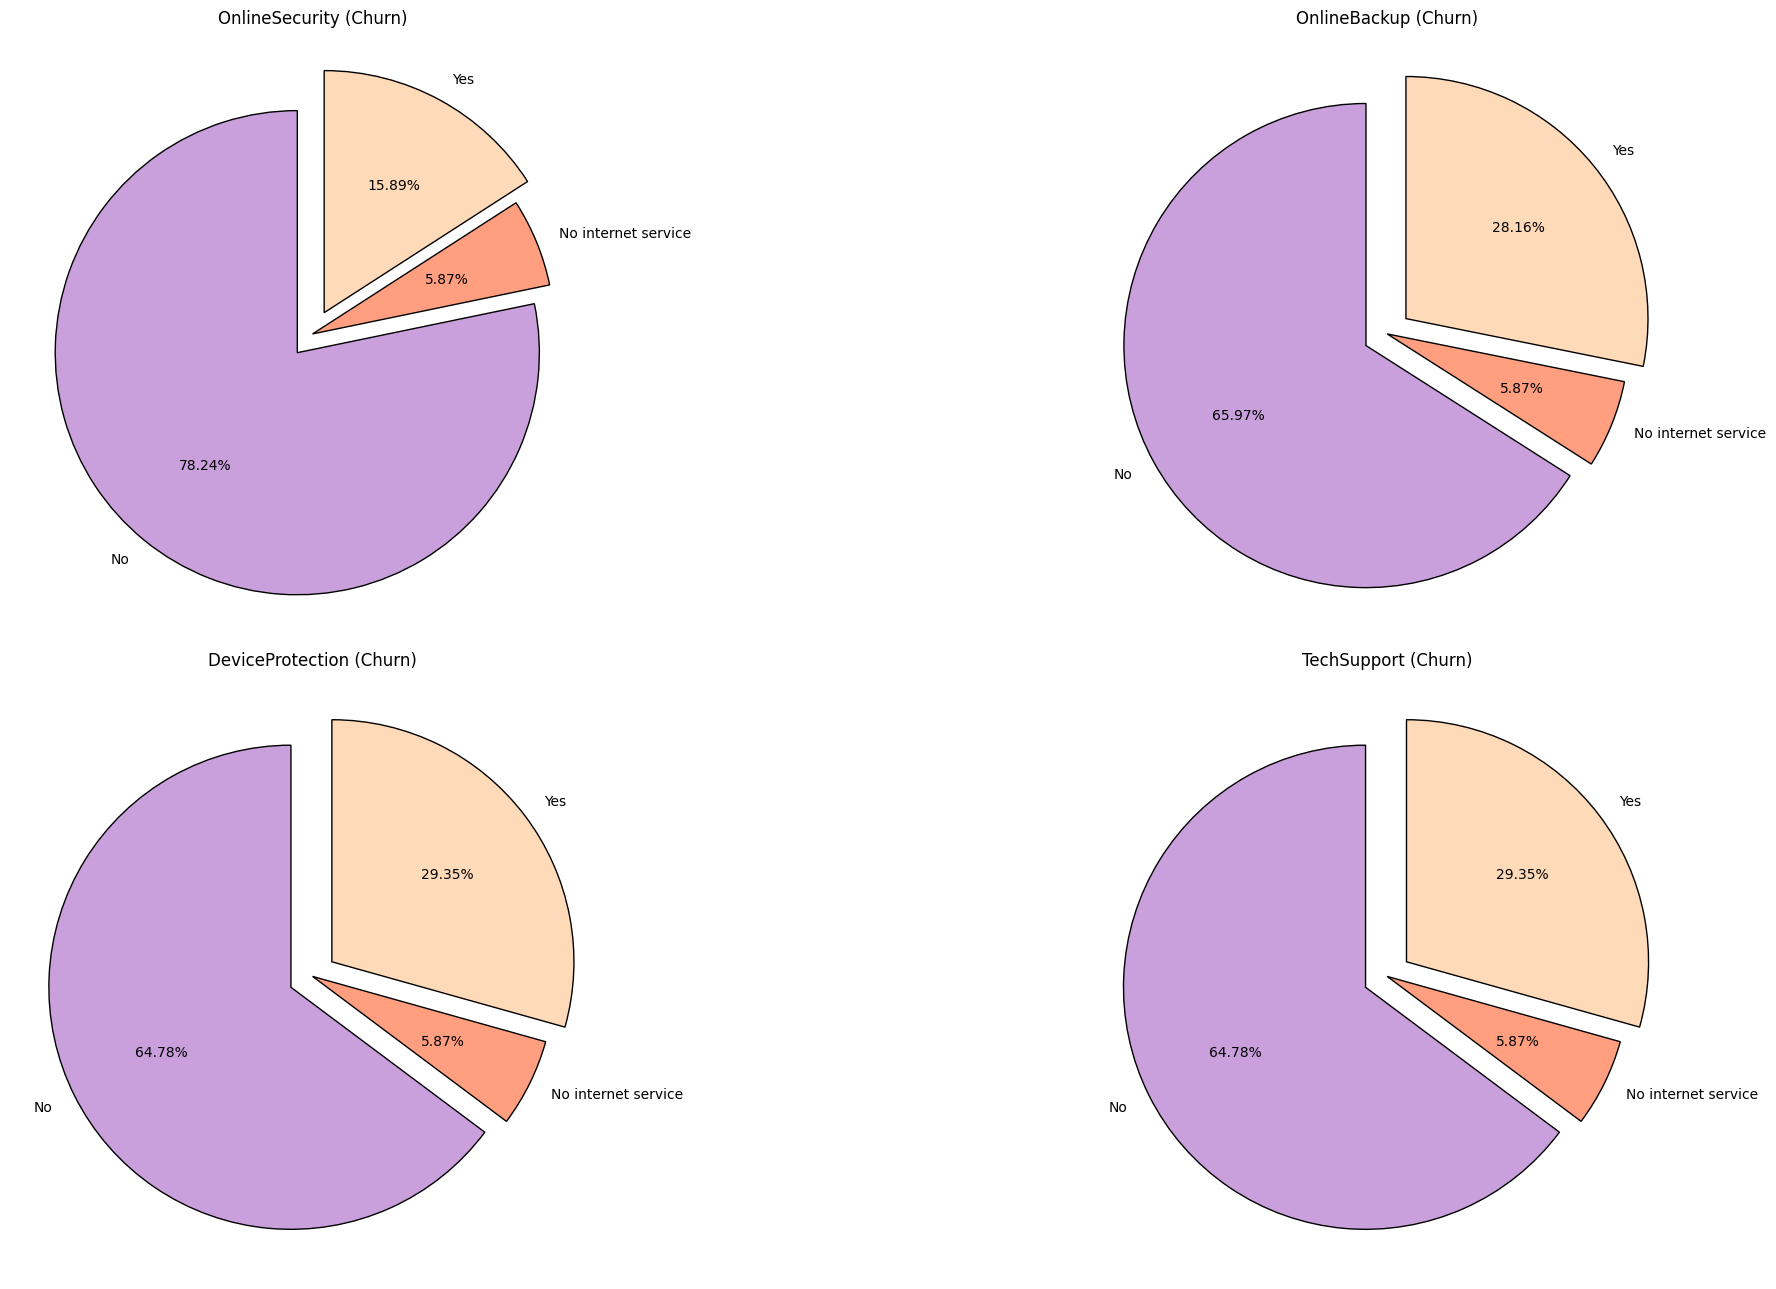 OnlineSecurity (Churn)
Yes
15.89%
No internet service
5.87%
78.24%
No
OnlineBackup (Churn)
Yes
28.16%
5.87%
No internet service
65.97%
No
DeviceProtection (Churn)
Yes
29.35%
5.87%
No internet service
64.78%
No
TechSupport (Churn)
Yes
29.35%
5.87%
No internet service
64.78%
No